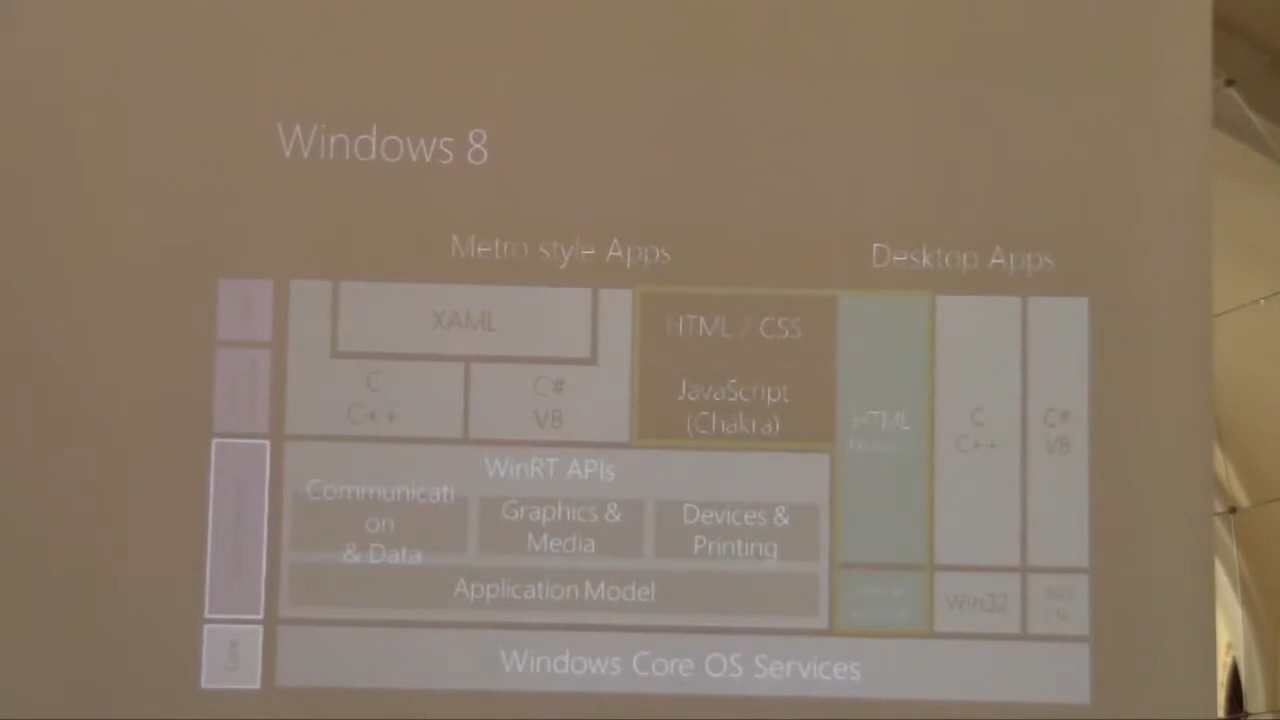 Windows 8
Metro style Apps
Desktop Apps
XAML
HTML / CSS
C
C++
C#
VB
JavaScript
(Chakra)
HTML
C
C++
C#
VB
WinRT APIs
Communicati
on
& Data
Graphics &
Media
Devices &
Printing
Application Model
Win32
Windows Core OS Services